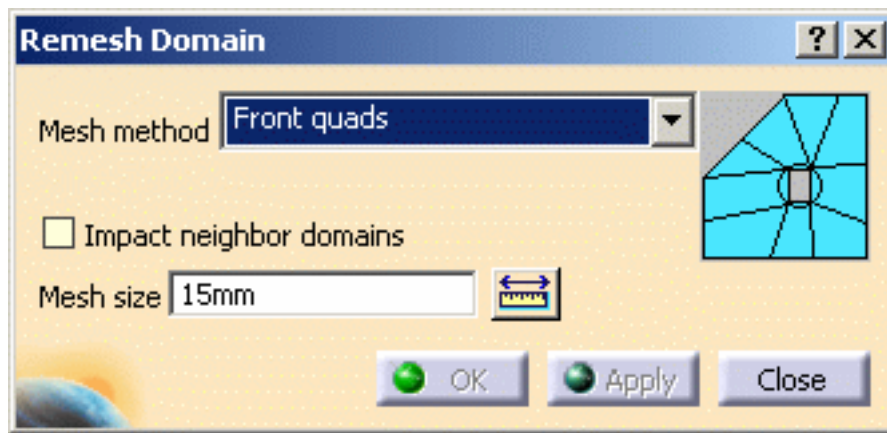 Remesh Domain
Mesh method Front quads
Impact neighbor domains
Mesh size 15mm
OK Apply Close